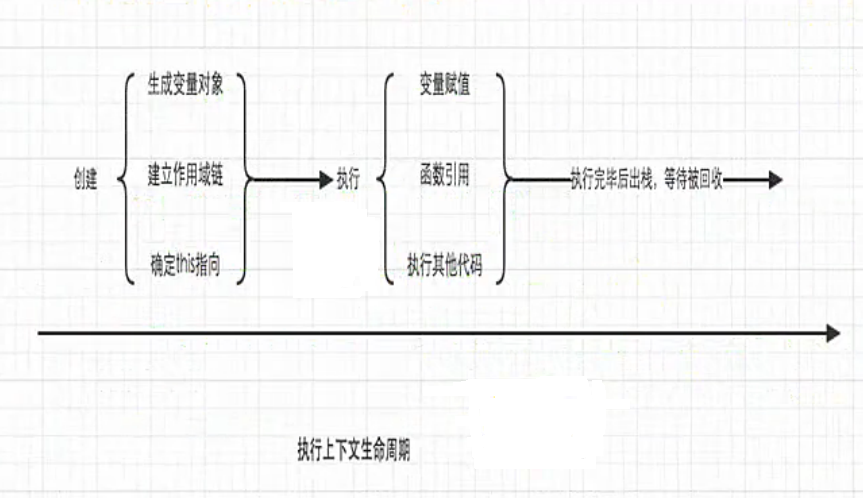 创建
生成变量对象
建立作用域链
确定this指向
执行
变量赋值
函数引用
执行其他代码
执行完毕后出栈，等待被回收
执行上下文生命周期